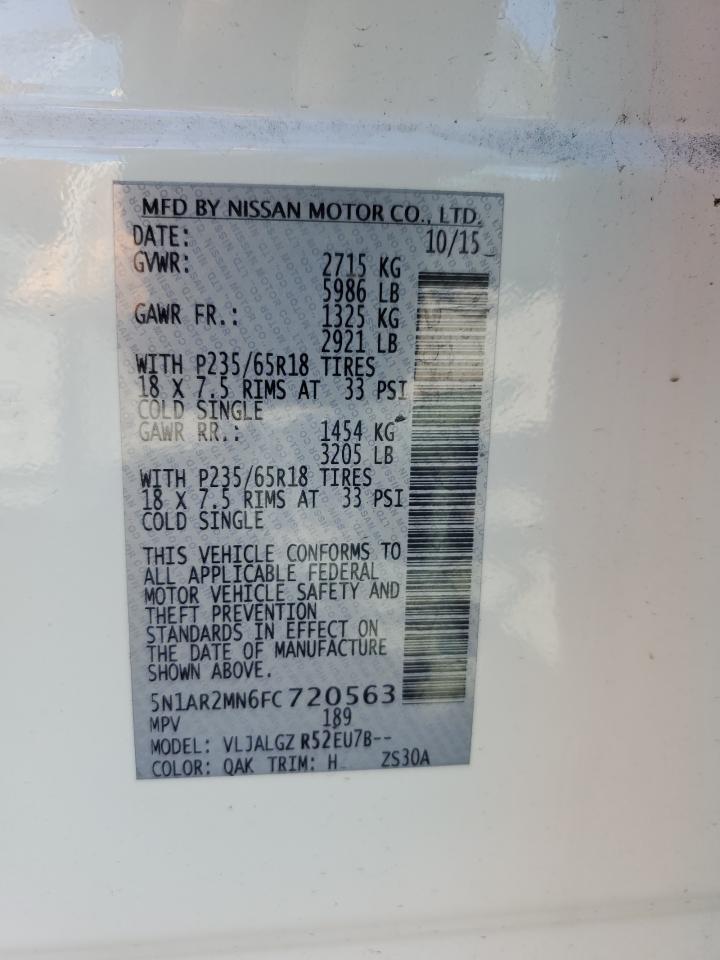 MFD BY NISSAN MOTOR CO., LTD.
DATE: 10/15
GVWR: 2715 KG
5986 LB
GAWR FR.: 1325 KG
2921 LB
WITH P235/65R18 TIRES
18 X 7.5 RIMS AT 33 PSI
COLD SINGLE
GAWR RR.: 1454 KG
3205 LB
WITH P235/65R18 TIRES
18 X 7.5 RIMS AT 33 PSI
COLD SINGLE
THIS VEHICLE CONFORMS TO
ALL APPLICABLE FEDERAL
MOTOR VEHICLE SAFETY AND
THEFT PREVENTION
STANDARDS IN EFFECT ON
THE DATE OF MANUFACTURE
SHOWN ABOVE.
5N1AR2MN6FC720563
MPV 189
MODEL: VLJALGZ R52EU7B--
COLOR: QAK TRIM: H ZS30A